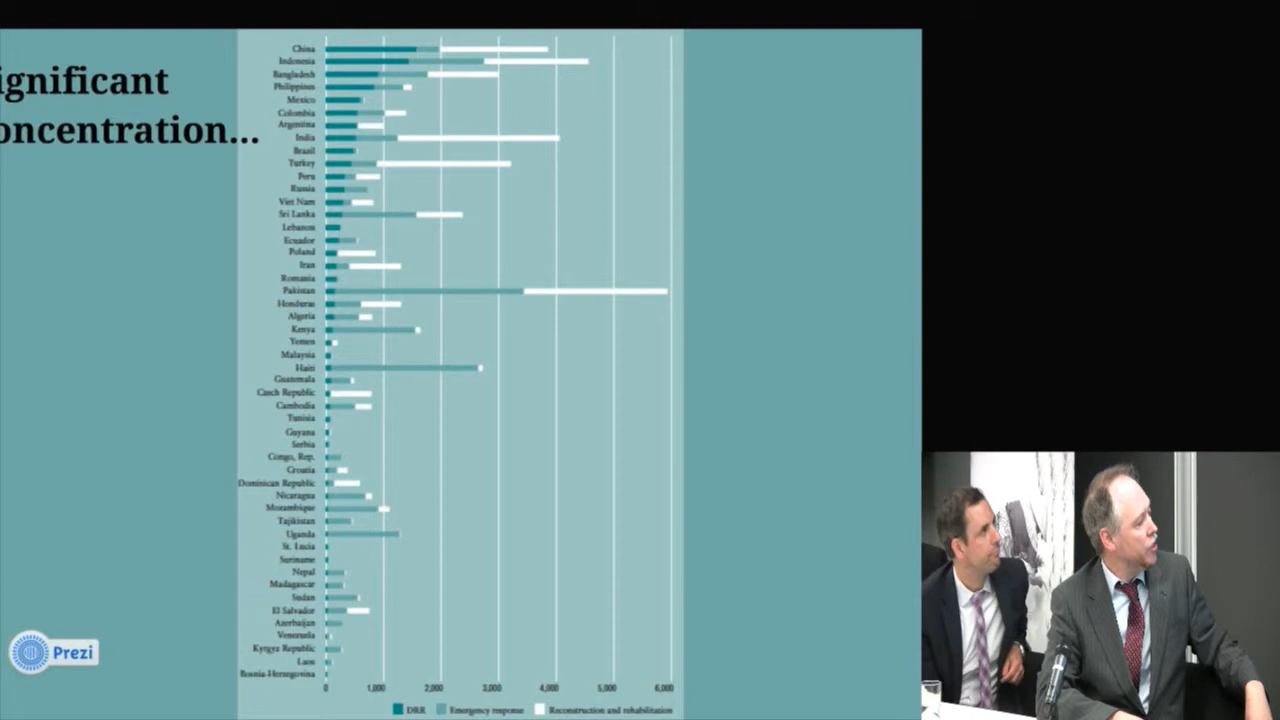 ignificant
oncentration...
China
Indonesia
Bangladesh
Philippines
Mexico
Colombia
Argentina
India
Brazil
Turkey
Peru
Russia
Viet Nam
Sri Lanka
Lebanon
Ecuador
Poland
Iran
Romania
Pakistan
Honduras
Algeria
Kenya
Yemen
Malaysia
Haiti
Guatemala
Czech Republic
Cambodia
Tunisia
Guyana
Serbia
Congo, Rep.
Croatia
Dominican Republic
Nicaragua
Mozambique
Tajikistan
Uganda
St. Lucia
Suriname
Nepal
Madagascar
Sudan
El Salvador
Azerbaijan
Venezuela
Kyrgyz Republic
Laos
Bosnia-Herzegovina
0 1,000 2,000 3,000 4,000 5,000 6,000
DRR Emergency response Reconstruction and rehabilitation
Prezi